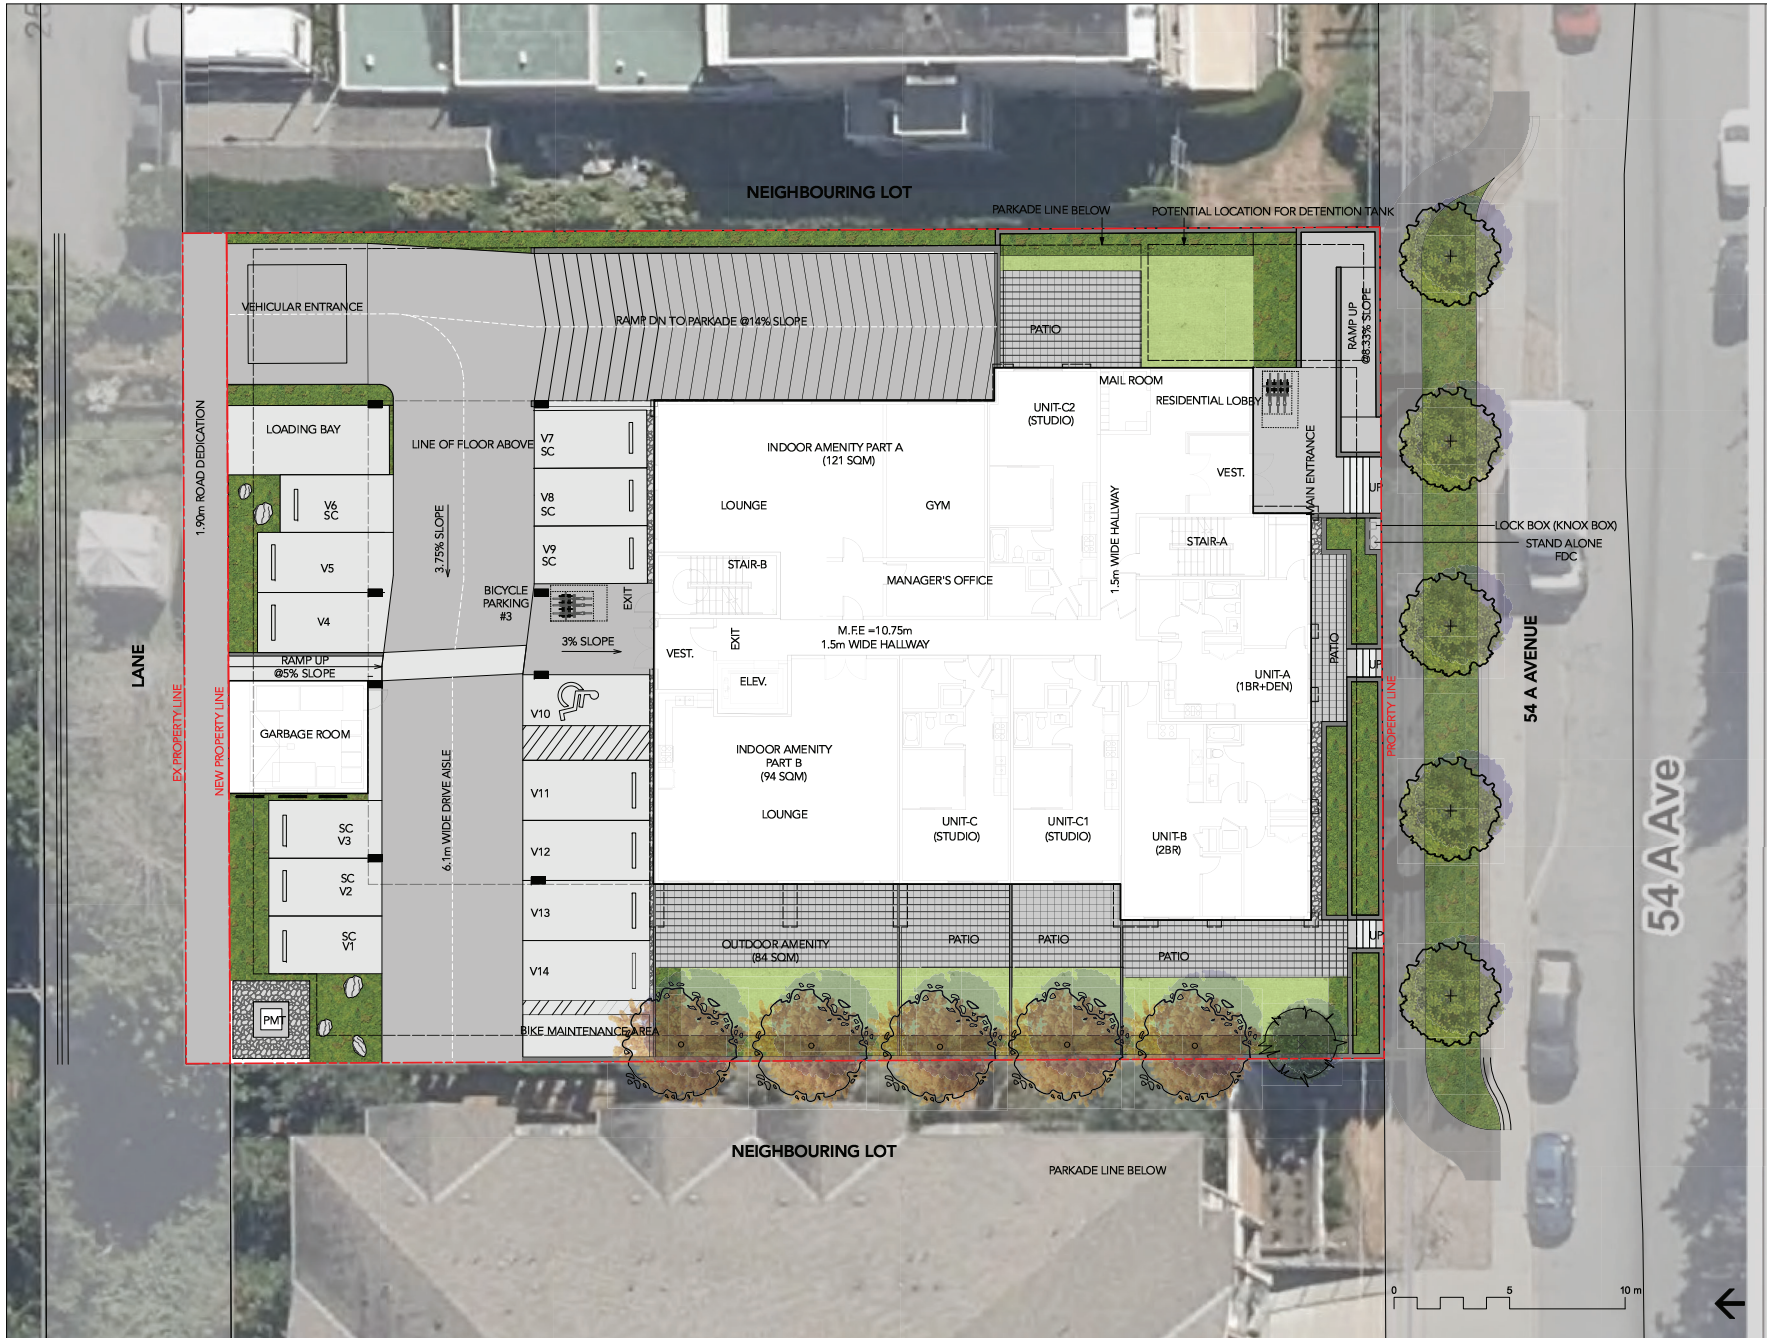 25
NEIGHBOURING LOT
PARKADE LINE BELOW
POTENTIAL LOCATION FOR DETENTION TANK
VEHICULAR ENTRANCE
RAMP DN TO PARKADE @14% SLOPE
PATIO
RAMP UP
@8.33% SLOPE
MAIL ROOM
RESIDENTIAL LOBBY
UNIT-C2
(STUDIO)
LOADING BAY
LINE OF FLOOR ABOVE
V7
SC
INDOOR AMENITY PART A
(121 SQM)
1.90m ROAD DEDICATION
VEST.
MAIN ENTRANCE
UP
V6
SC
V8
SC
LOUNGE
GYM
1.5m WIDE HALLWAY
LOCK BOX (KNOX BOX)
STAND ALONE
FDC
3.75% SLOPE
V9
SC
STAIR-B
STAIR-A
V5
MANAGER'S OFFICE
BICYCLE
PARKING
#3
EXIT
V4
3% SLOPE
EXIT
M.F.E =10.75m
1.5m WIDE HALLWAY
VEST.
PATIO
LANE
RAMP UP
@5% SLOPE
UP
54 A AVENUE
ELEV.
UNIT-A
(1BR+DEN)
EX PROPERTY LINE
NEW PROPERTY LINE
PROPERTY LINE
V10
GARBAGE ROOM
INDOOR AMENITY
PART B
(94 SQM)
V11
6.1m WIDE DRIVE AISLE
LOUNGE
UNIT-C
(STUDIO)
UNIT-C1
(STUDIO)
UNIT-B
(2BR)
SC
V3
V12
54 A Ave
SC
V2
V13
SC
V1
OUTDOOR AMENITY
(84 SQM)
PATIO
PATIO
PATIO
UP
V14
PMT
BIKE MAINTENANCE AREA
NEIGHBOURING LOT
PARKADE LINE BELOW
0 5 10 m